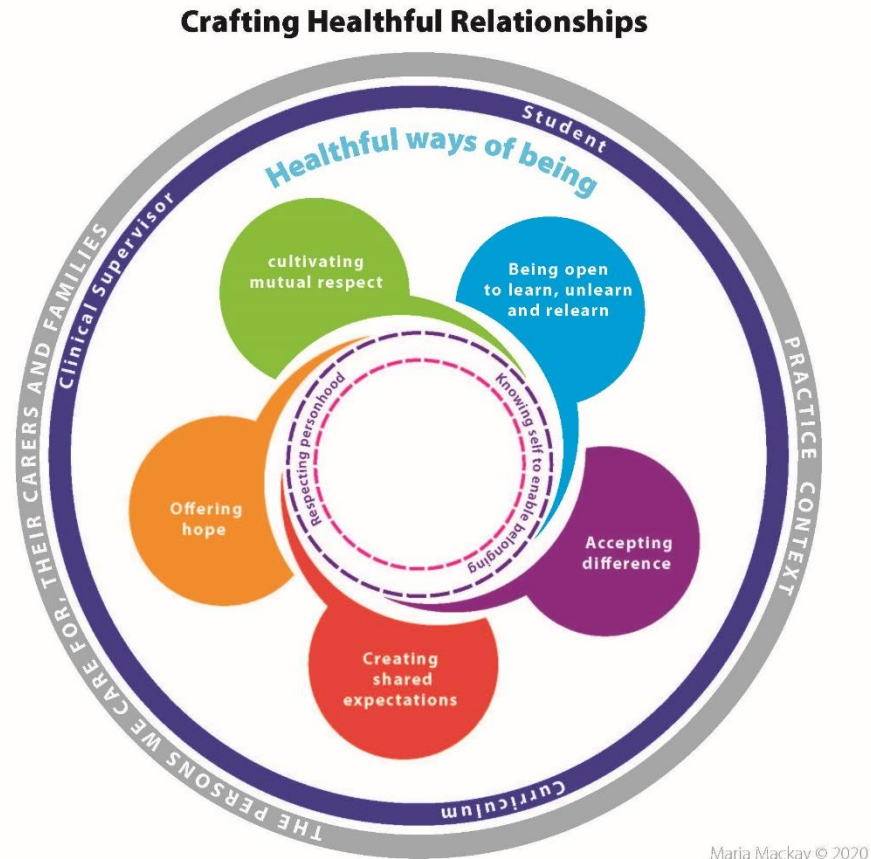 Crafting Healthful Relationships
Student
Healthful ways of being
Clinical Supervisor
cultivating
mutual respect
Being open
to learn, unlearn
and relearn
Respecting personhood
Knowing self to enable belonging
Offering
hope
Accepting
difference
Creating
shared
expectations
Curriculum
THE PERSONS WE CARE FOR, THEIR CARERS AND FAMILIES
PRACTICE CONTEXT
Maria Mackay © 2020